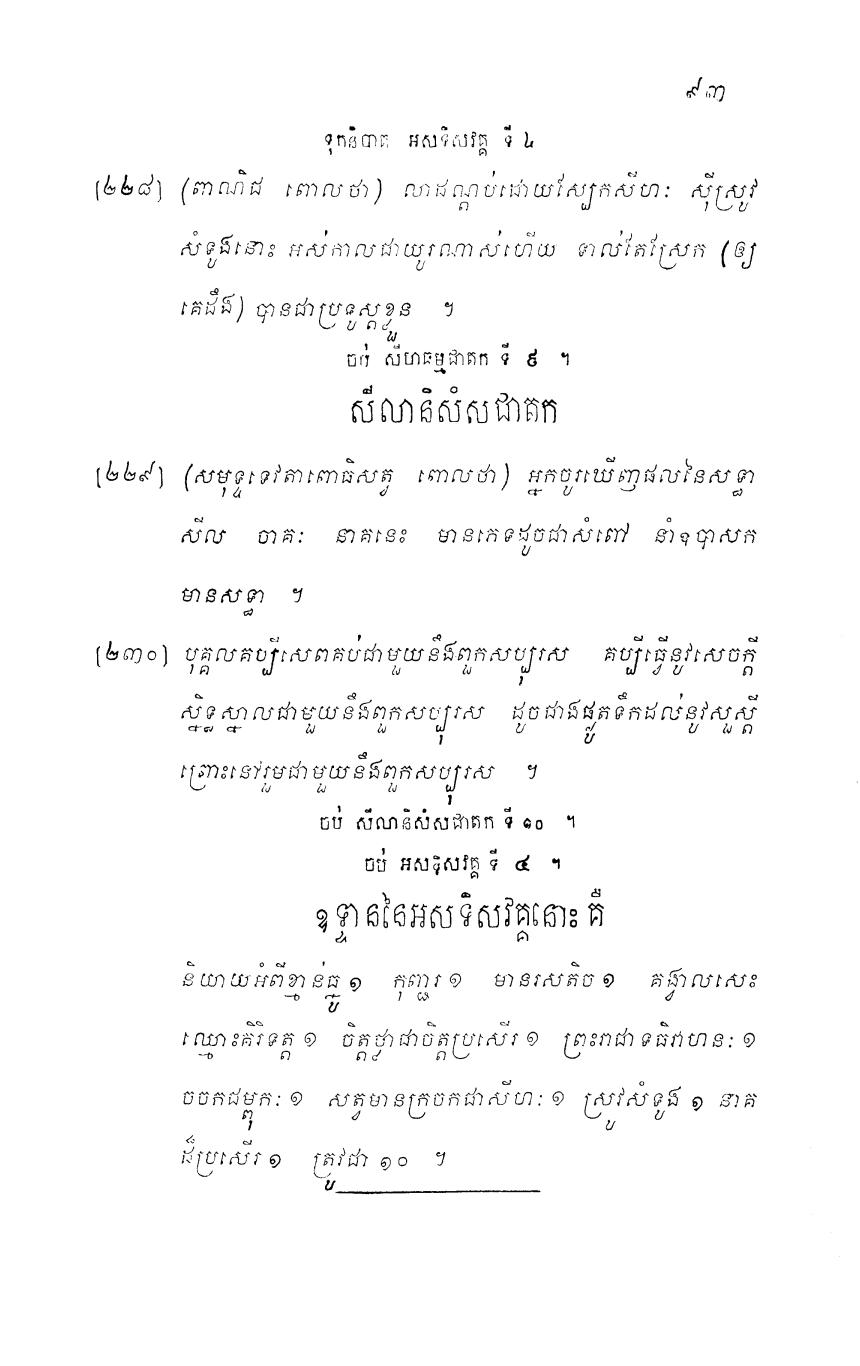 ៩៣
ទុកនិបាត អសទិសវគ្គ ទី ៤
[២២៨] (ពាណិជ ពោលថា) លាដណ្តប់ដោយស្បែកសីហៈ ស៊ីស្រូវ
សំទូងនោះ អស់កាលជាយូរណាស់ហើយ ទាល់តែស្រែក (ឲ្យ
គេដឹង) បានជាប្រទូស្តខ្លួន ។
ចប់ សីហធម្មជាតក ទី ៩ ។
សីលានិសំសជាតក
[២២៩] (សមុទ្ទទេវតាពោធិសត្វ ពោលថា) អ្នកចូរឃើញផលនៃសទ្ធា
សីល ចាគៈ នាគនេះ មានភេទដូចជាសំពៅ នាំឧបាសក
មានសទ្ធា ។
[២៣០] បុគ្គលគប្បីសេពគប់ជាមួយនឹងពួកសប្បុរស គប្បីធ្វើនូវសេចក្តី
ស្និទ្ធស្នាលជាមួយនឹងពួកសប្បុរស ដូចជាងផ្លូតទឹកដល់នូវសួស្តី
ព្រោះនៅរួមជាមួយនឹងពួកសប្បុរស ។
ចប់ សីលានិសំសជាតក ទី ១០ ។
ចប់ អសទិសវគ្គ ទី ៤ ។
ឧទ្ទាននៃអសទិសវគ្គនោះ គឺ
និយាយអំពីខ្មាន់ធ្នូ ១ កុញ្ជរ ១ មានរសតិច ១ គង្វាលសេះ
ឈ្មោះគិរិទត្ត ១ ចិត្តថ្លាជាចិត្តប្រសើរ ១ ព្រះរាជាទធិវាហនៈ ១
ចចកជម្ពុកៈ ១ សត្វមានក្រចកជាសីហៈ ១ ស្រូវសំទូង ១ នាគ
ដ៏ប្រសើរ ១ ត្រូវជា ១០ ។